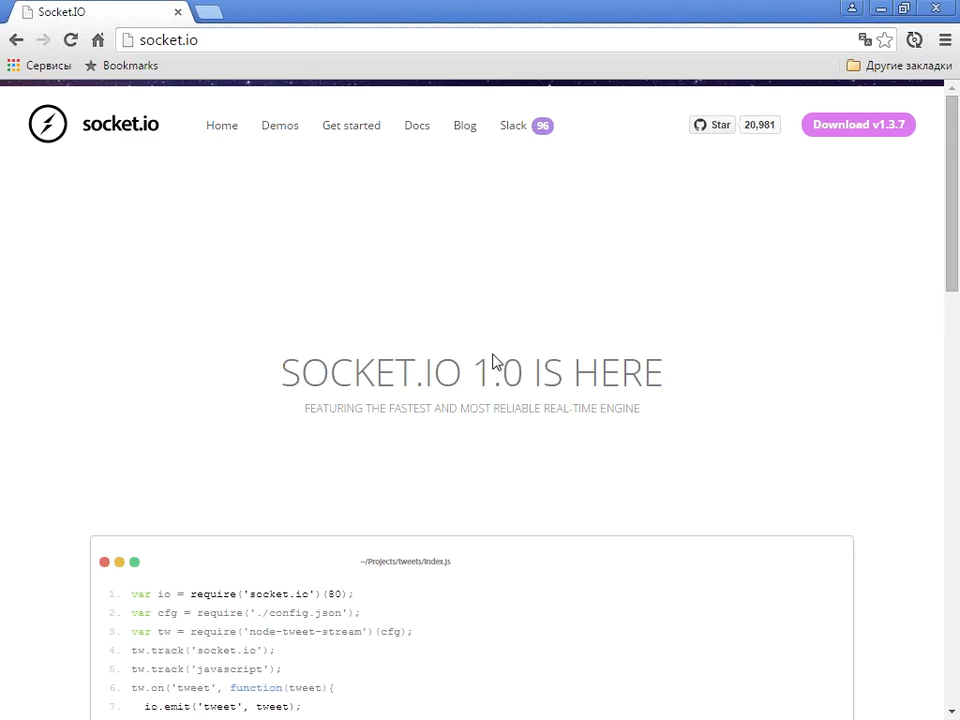 Socket.IO
socket.io
Сервисы
Bookmarks
Другие закладки
socket.io
Home
Demos
Get started
Docs
Blog
Slack 96
Star 20,981
Download v1.3.7
SOCKET.IO 1.0 IS HERE
FEATURING THE FASTEST AND MOST RELIABLE REAL-TIME ENGINE
~/Projects/tweets/index.js
1. var io = require('socket.io')(80);
2. var cfg = require('./config.json');
3. var tw = require('node-tweet-stream')(cfg);
4. tw.track('socket.io');
5. tw.track('javascript');
6. tw.on('tweet', function(tweet){
7. io.emit('tweet', tweet);